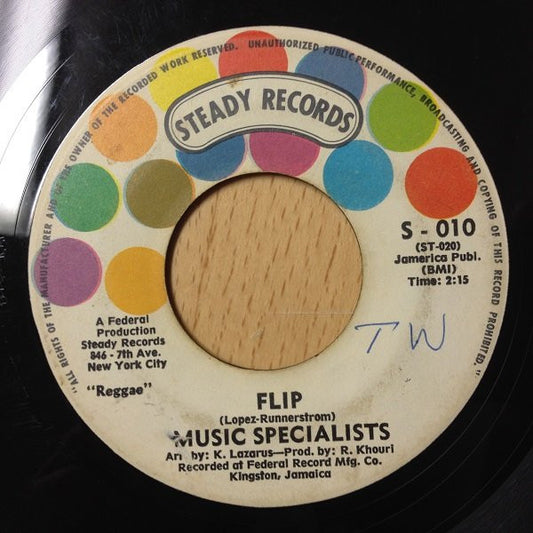 "ALL RIGHTS OF THE MANUFACTURER AND OF THE OWNER OF THE RECORDED WORK RESERVED. UNAUTHORIZED PUBLIC PERFORMANCE, BROADCASTING AND COPYING OF THIS RECORD PROHIBITED."
STEADY RECORDS
S - 010
(ST-020)
Jamerica Publ.
(BMI)
Time: 2:15
A Federal
Production
Steady Records
846 - 7th Ave.
New York City
"Reggae"
TW
FLIP
(Lopez-Runnerstrom)
MUSIC SPECIALISTS
Arr. by: K. Lazarus—Prod. by: R. Khouri
Recorded at Federal Record Mfg. Co.
Kingston, Jamaica